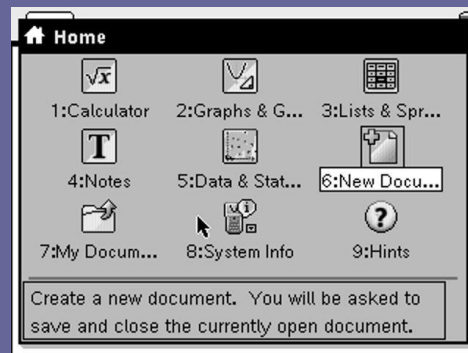 Home
1:Calculator 2:Graphs & G... 3:Lists & Spr...
4:Notes 5:Data & Stat... 6:New Docu...
7:My Docum... 8:System Info 9:Hints
Create a new document. You will be asked to
save and close the currently open document.